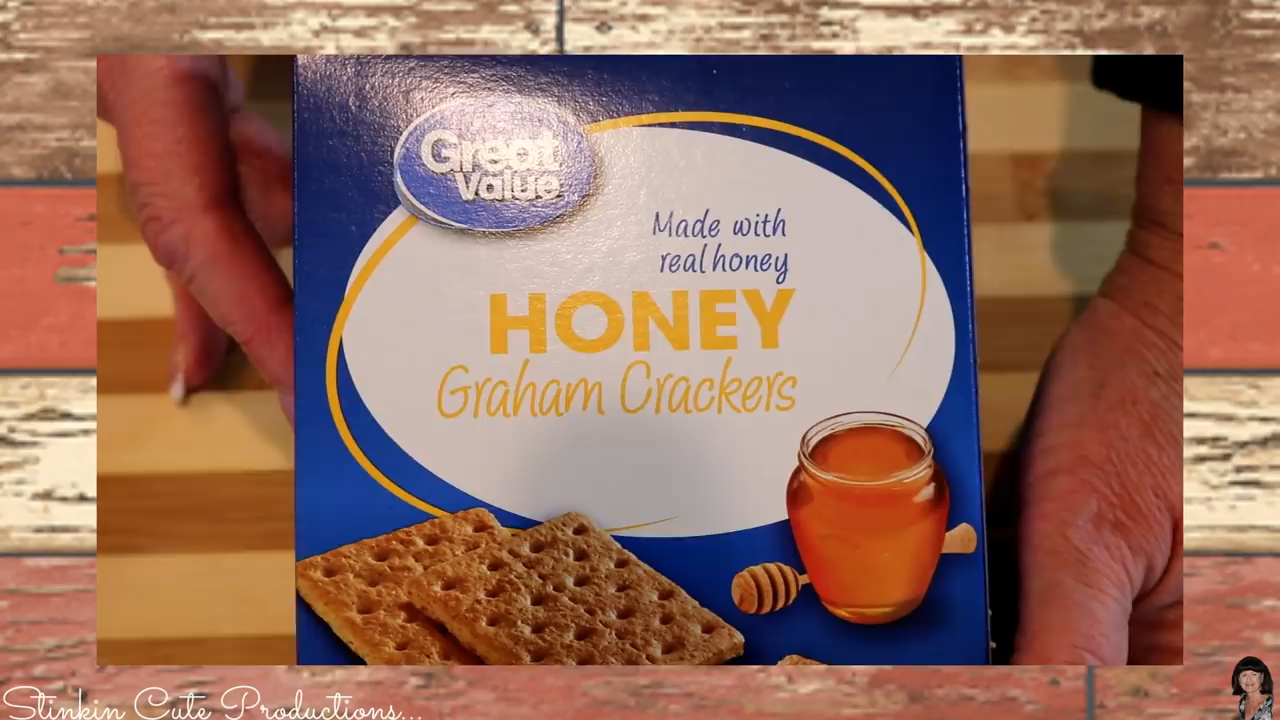 Great
Value
Made with
real honey
HONEY
Graham Crackers
Stinkin Cute Productions...